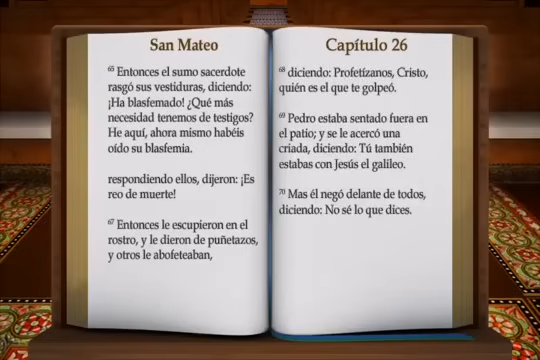 San Mateo
65 Entonces el sumo sacerdote
rasgó sus vestiduras, diciendo:
¡Ha blasfemado! ¿Qué más
necesidad tenemos de testigos?
He aquí, ahora mismo habéis
oído su blasfemia.
respondiendo ellos, dijeron: ¡Es
reo de muerte!
67 Entonces le escupieron en el
rostro, y le dieron de puñetazos,
y otros le abofeteaban,
Capítulo 26
68 diciendo: Profetízanos, Cristo,
quién es el que te golpeó.
69 Pedro estaba sentado fuera en
el patio; y se le acercó una
criada, diciendo: Tú también
estabas con Jesús el galileo.
70 Mas él negó delante de todos,
diciendo: No sé lo que dices.